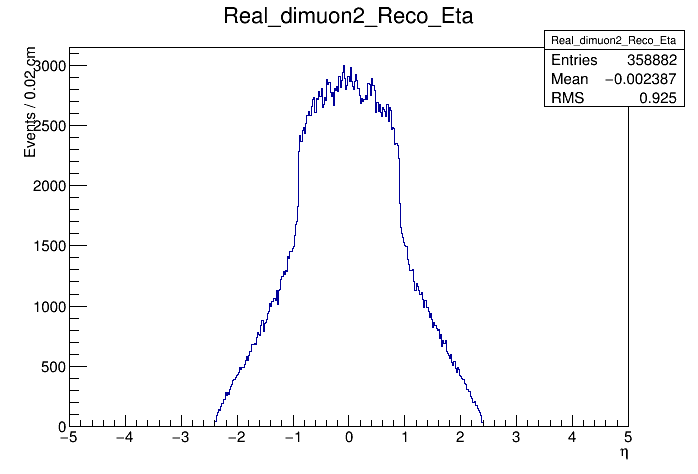 Real_dimuon2_Reco_Eta
Real_dimuon2_Reco_Eta
Entries 358882
Mean −0.002387
RMS 0.925
Events / 0.02 cm
3000
2500
2000
1500
1000
500
0
−5 −4 −3 −2 −1 0 1 2 3 4 5
η